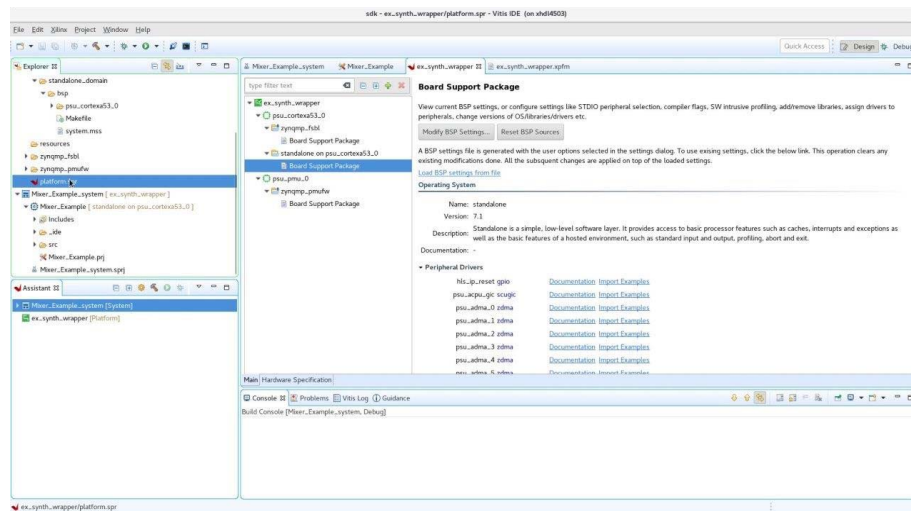 sdk - ex_synth_wrapper/platform.spr - Vitis IDE (on xhdl4503)
File Edit Xilinx Project Window Help
Quick Access Design Debug
Explorer
standalone_domain
bsp
psu_cortexa53_0
Makefile
system.mss
resources
zynqmp_fsbl
zynqmp_pmufw
Mixer_Example_system [ ex_synth_wrapper ]
Mixer_Example [ standalone on psu_cortexa53_0 ]
Includes
_ide
src
Mixer_Example.prj
Mixer_Example_system.sprj
Assistant
Mixer_Example_system [System]
ex_synth_wrapper [Platform]
Mixer_Example_system Mixer_Example ex_synth_wrapper ex_synth_wrapper.xpfm
type filter text
ex_synth_wrapper
psu_cortexa53_0
zynqmp_fsbl
Board Support Package
standalone on psu_cortexa53_0
Board Support Package
psu_pmu_0
zynqmp_pmufw
Board Support Package
Board Support Package
View current BSP settings, or configure settings like STDIO peripheral selection, compiler flags, SW intrusive profiling, add/remove libraries, assign drivers to
peripherals, change versions of OS/libraries/drivers etc.
Modify BSP Settings... Reset BSP Sources
A BSP settings file is generated with the user options selected in the settings dialog. To use exising settings, click the below link. This operation clears any
existing modifications done. All the subsquent changes are applied on top of the loaded settings.
Load BSP settings from file
Operating System
Name: standalone
Version: 7.1
Description: Standalone is a simple, low-level software layer. It provides access to basic processor features such as caches, interrupts and exceptions as
well as the basic features of a hosted environment, such as standard input and output, profiling, abort and exit.
Documentation: -
Peripheral Drivers
hls_ip_reset gpio Documentation Import Examples
psu_acpu_gic scugic Documentation Import Examples
psu_adma_0 zdma Documentation Import Examples
psu_adma_1 zdma Documentation Import Examples
psu_adma_2 zdma Documentation Import Examples
psu_adma_3 zdma Documentation Import Examples
psu_adma_4 zdma Documentation Import Examples
psu_adma_5 zdma Documentation Import Examples
Main Hardware Specification
Console Problems Vitis Log Guidance
Build Console [Mixer_Example_system, Debug]
ex_synth_wrapper/platform.spr